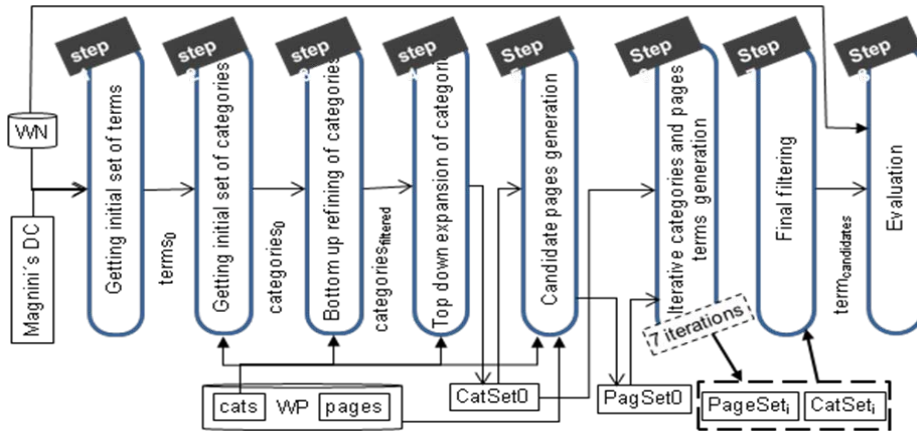 step
step
step
step
Step
Step
Step
Step
WN
Magnini´s DC
Getting initial set of terms
terms0
Getting initial set of categories
categories0
Bottom up refining of categories
categoriesfiltered
Top down expansion of categori
Candidate pages generation
Iterative categories and pages
terms generation
Final filtering
termcandidates
Evaluation
7 iterations
cats
WP
pages
CatSet0
PagSet0
PageSeti
CatSeti